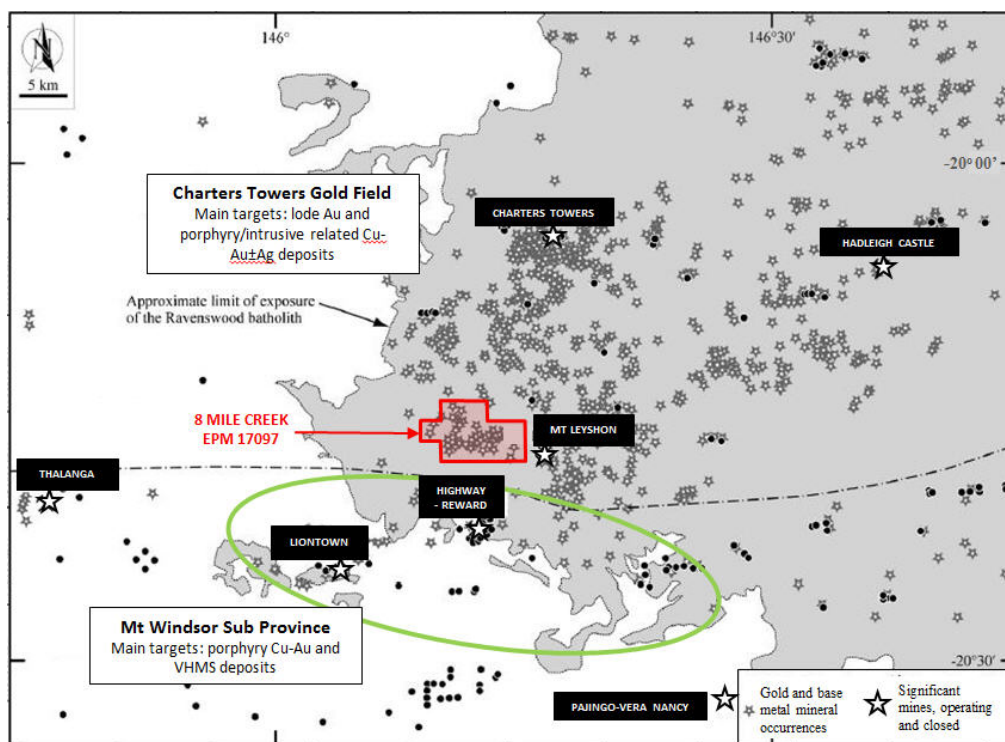 N
5 km
146°
146°30'
-20° 00'
Charters Towers Gold Field
Main targets: lode Au and
porphyry/intrusive related Cu-
Au±Ag deposits
CHARTERS TOWERS
HADLEIGH CASTLE
Approximate limit of exposure
of the Ravenswood batholith
8 MILE CREEK
EPM 17097
MT LEYSHON
THALANGA
HIGHWAY
- REWARD
LIONTOWN
Mt Windsor Sub Province
Main targets: porphyry Cu-Au and
VHMS deposits
-20°30'
PAJINGO-VERA NANCY
Gold and base
metal mineral
occurrences
Significant
mines, operating
and closed